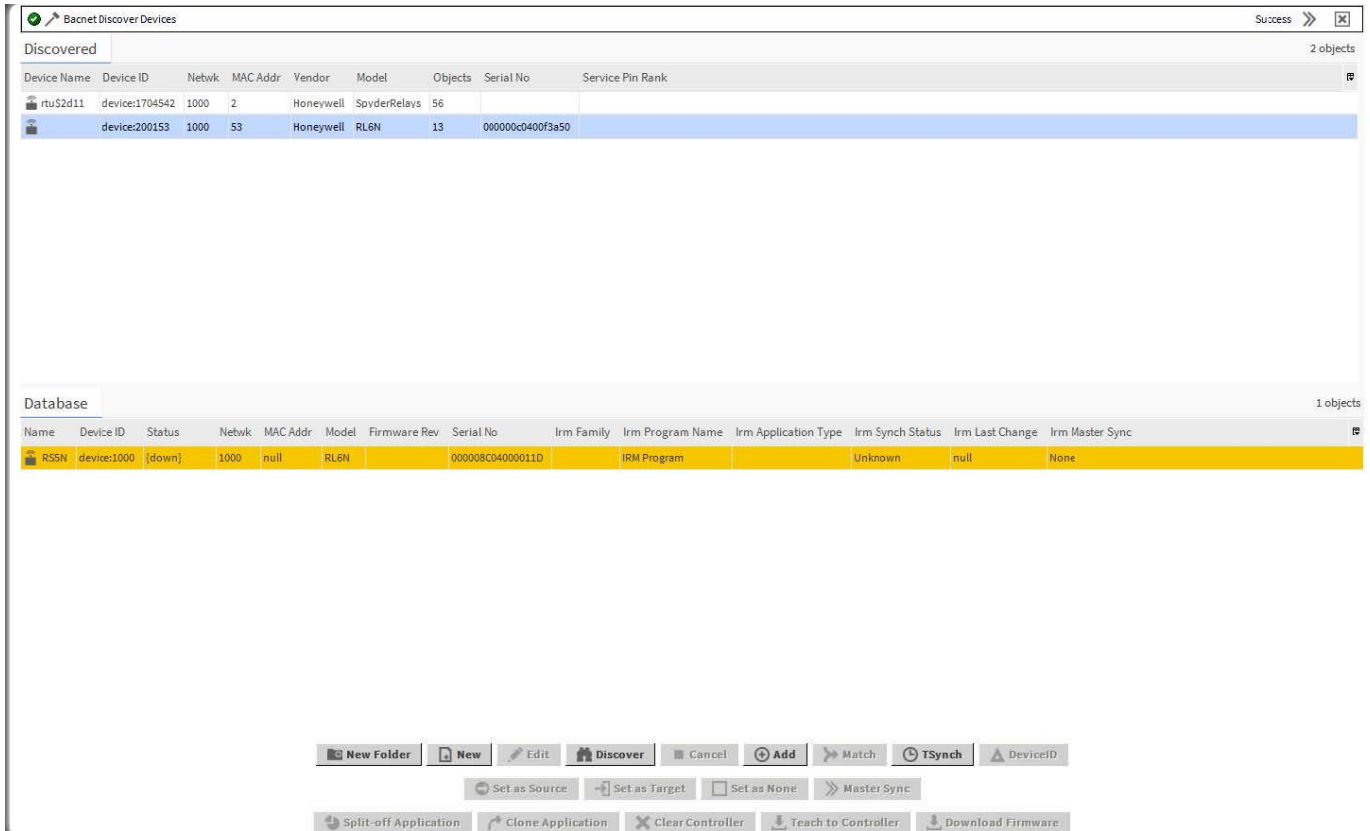 Bacnet Discover Devices Success
Discovered 2 objects
Device Name Device ID Netwk MAC Addr Vendor Model Objects Serial No Service Pin Rank
rtu$2d11 device:1704542 1000 2 Honeywell SpyderRelays 56
device:200153 1000 53 Honeywell RL6N 13 000000c0400f3a50
Database 1 objects
Name Device ID Status Netwk MAC Addr Model Firmware Rev Serial No Irm Family Irm Program Name Irm Application Type Irm Synch Status Irm Last Change Irm Master Sync
RS5N device:1000 {down} 1000 null RL6N 000008C04000011D IRM Program Unknown null None
New Folder New Edit Discover Cancel Add Match TSynch DeviceID
Set as Source Set as Target Set as None Master Sync
Split-off Application Clone Application Clear Controller Teach to Controller Download Firmware